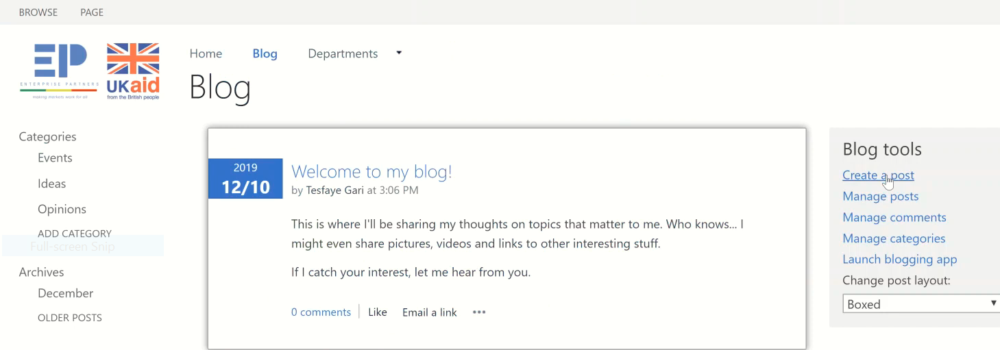 BROWSE PAGE
EP
ENTERPRISE PARTNERS
making markets work for all
UKaid
from the British people
Home Blog Departments
Blog
Categories
Events
Ideas
Opinions
ADD CATEGORY
Full-screen Snip
Archives
December
OLDER POSTS
2019
12/10
Welcome to my blog!
by Tesfaye Gari at 3:06 PM
This is where I'll be sharing my thoughts on topics that matter to me. Who knows... I
might even share pictures, videos and links to other interesting stuff.
If I catch your interest, let me hear from you.
0 comments Like Email a link •••
Blog tools
Create a post
Manage posts
Manage comments
Manage categories
Launch blogging app
Change post layout:
Boxed